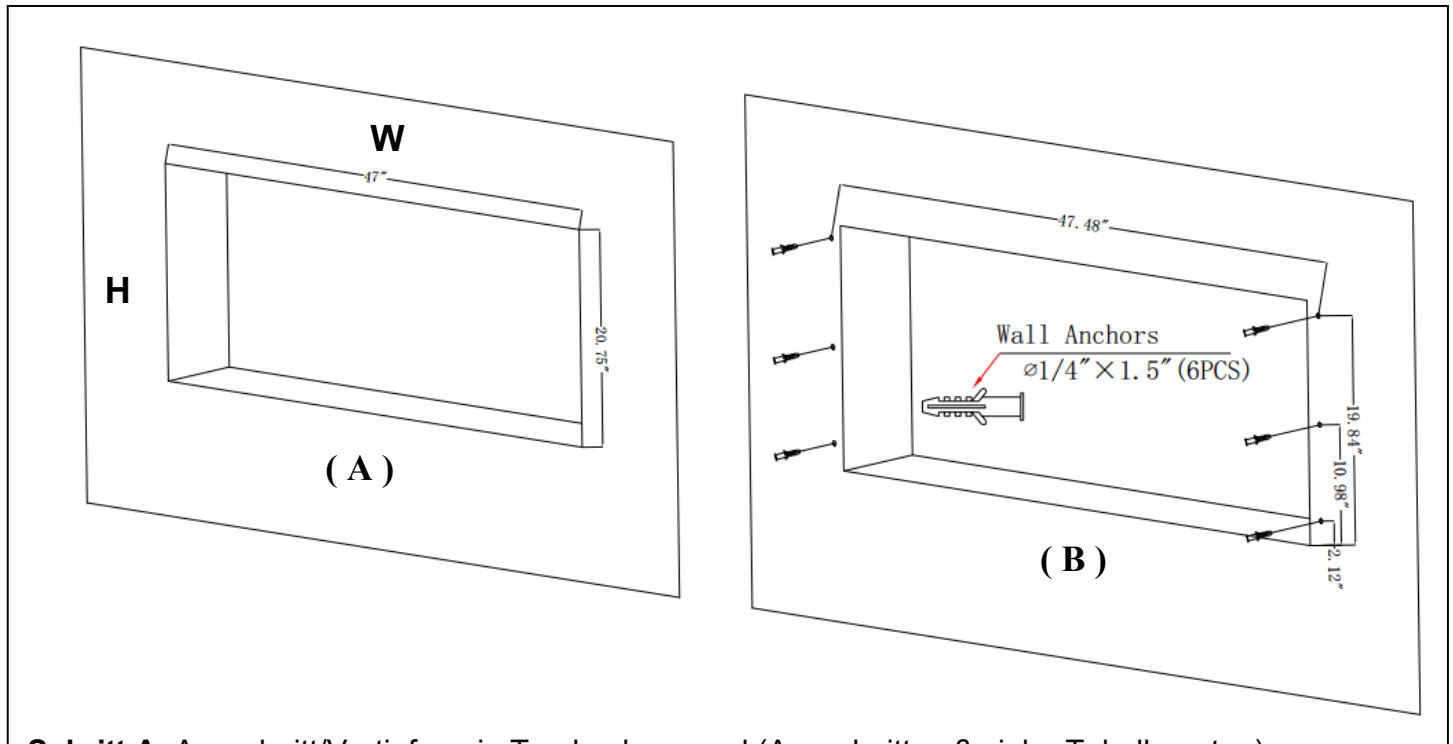 W
47"
H
20.75"
( A )
47.48"
Wall Anchors
⌀1/4"×1.5"(6PCS)
19.84"
10.98"
2.12"
( B )